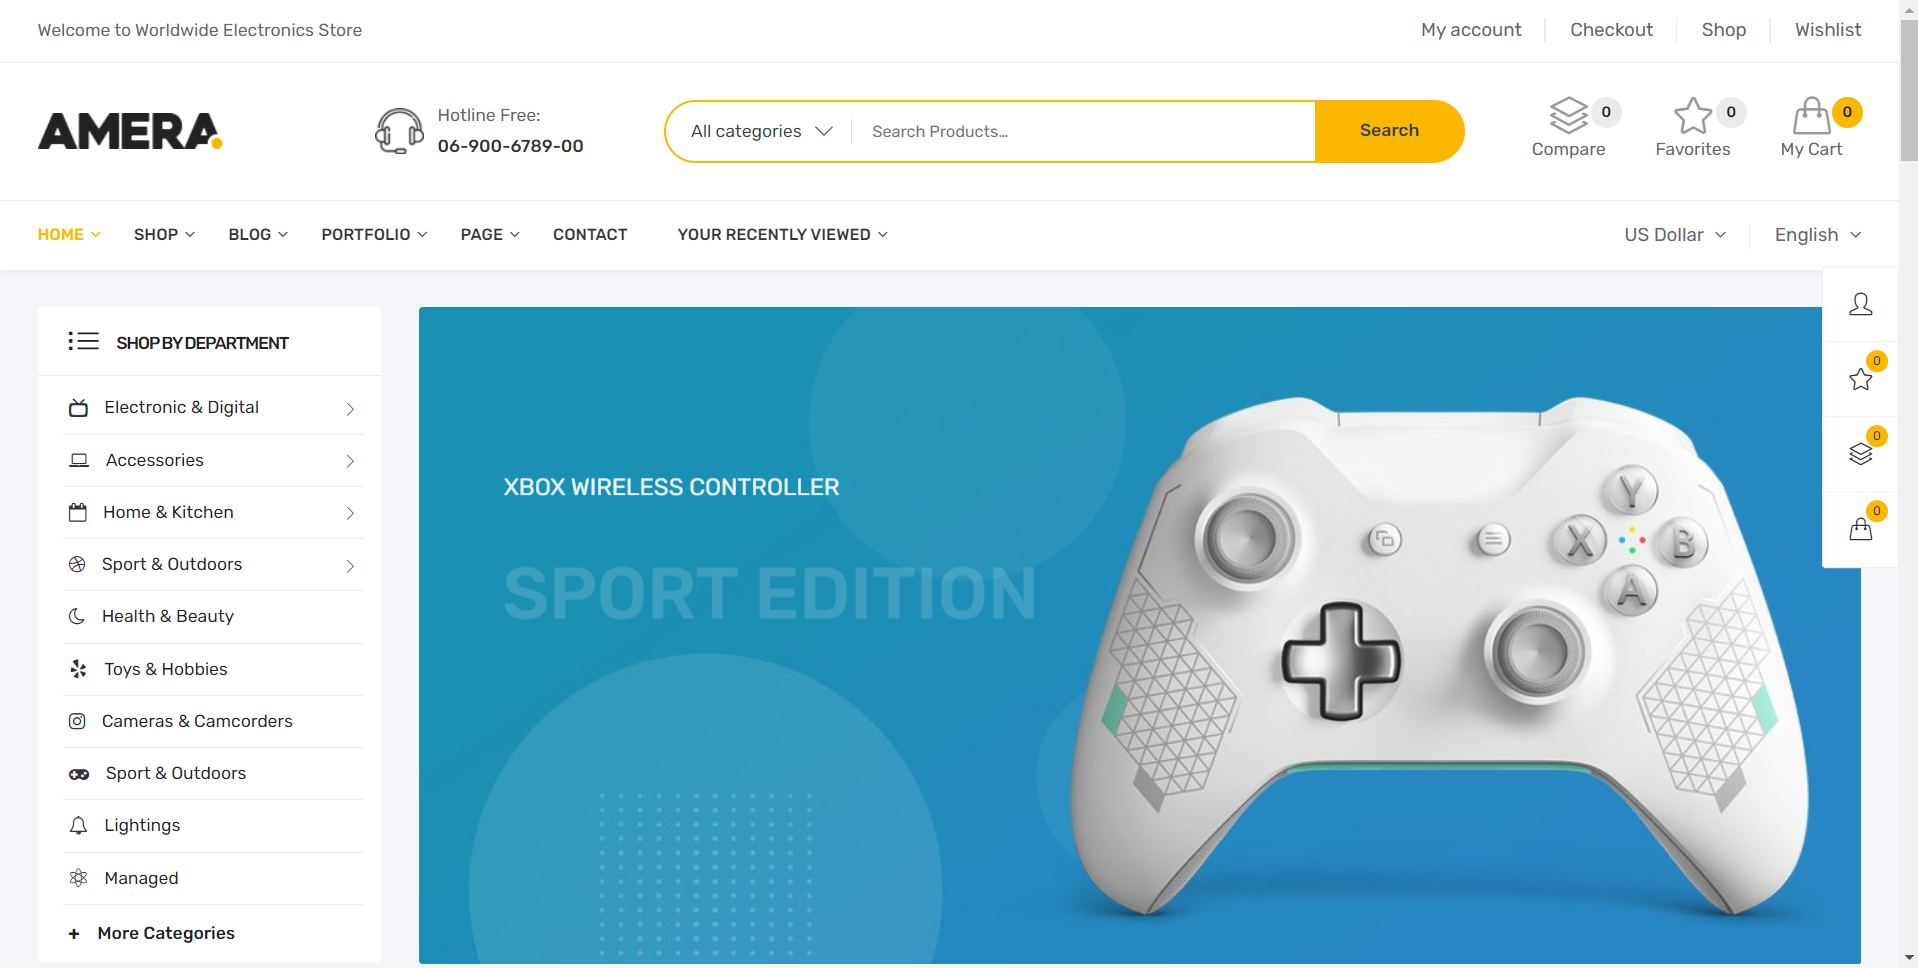 Welcome to Worldwide Electronics Store
My account
Checkout
Shop
Wishlist
AMERA
Hotline Free:
06-900-6789-00
All categories
Search Products...
Search
0
Compare
0
Favorites
0
My Cart
HOME
SHOP
BLOG
PORTFOLIO
PAGE
CONTACT
YOUR RECENTLY VIEWED
US Dollar
English
SHOP BY DEPARTMENT
Electronic & Digital
Accessories
Home & Kitchen
Sport & Outdoors
Health & Beauty
Toys & Hobbies
Cameras & Camcorders
Sport & Outdoors
Lightings
Managed
+ More Categories
XBOX WIRELESS CONTROLLER
SPORT EDITION
Y
X
B
A
0
0
0